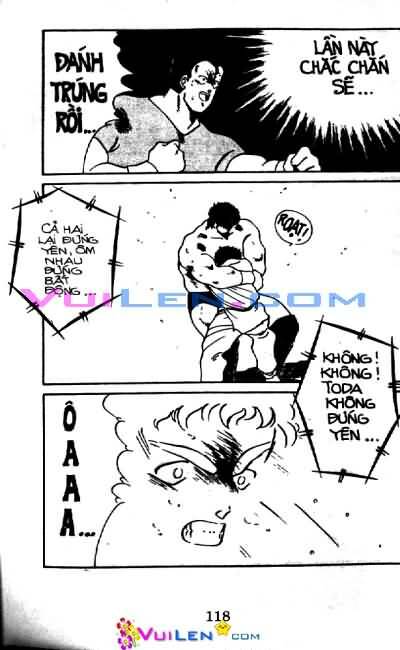 ĐÁNH
TRÚNG
RỒI...
LẦN NÀY
CHẮC CHẮN
SẼ...
CẢ HAI
LẠI ĐỨNG
YÊN, ÔM
NHAU
ĐỨNG
BẤT
ĐỘNG...
ROẠT!
VUILEN.COM
KHÔNG!
KHÔNG!
TODA
KHÔNG
ĐỨNG
YÊN...
Ô
A
A
A...
118
VUILEN.COM